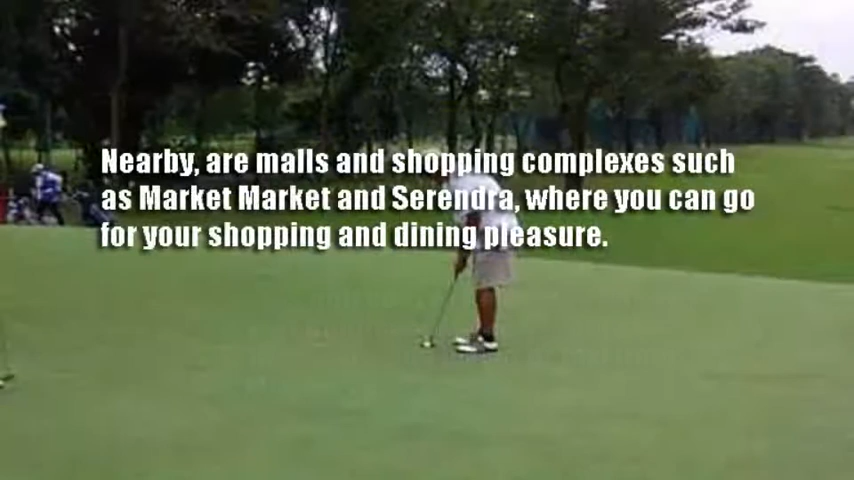 Nearby, are malls and shopping complexes such
as Market Market and Serendra, where you can go
for your shopping and dining pleasure.